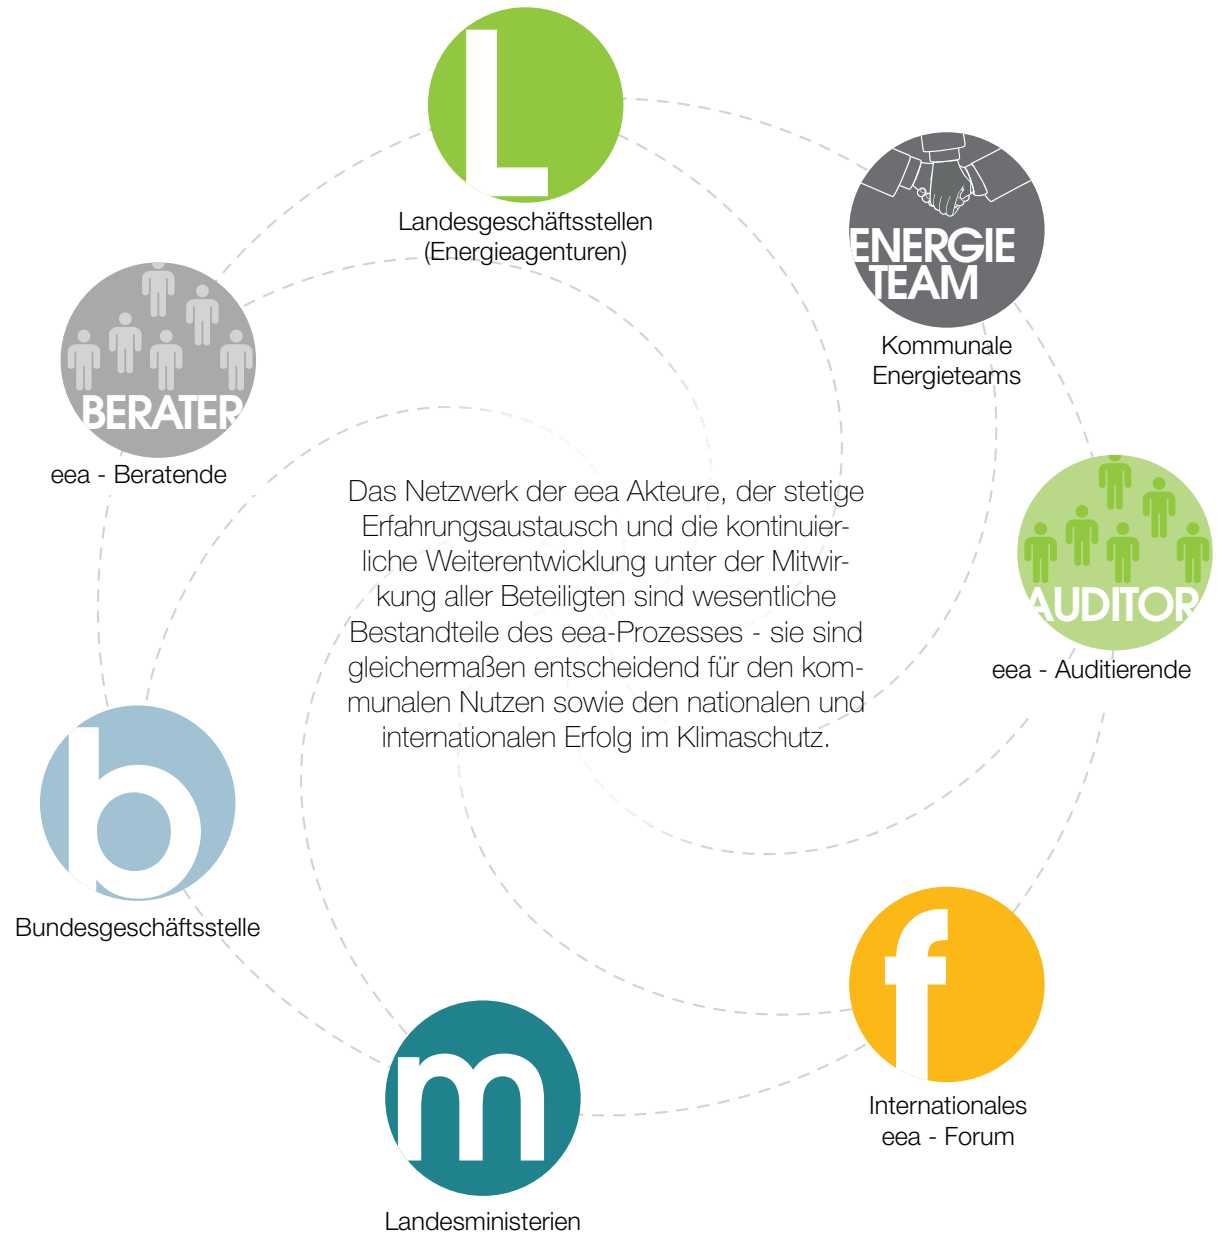 L
Landesgeschäftsstellen
(Energieagenturen)
ENERGIE
TEAM
Kommunale
Energieteams
BERATER
eea - Beratende
Das Netzwerk der eea Akteure, der stetige
Erfahrungsaustausch und die kontinuier-
liche Weiterentwicklung unter der Mitwir-
kung aller Beteiligten sind wesentliche
Bestandteile des eea-Prozesses - sie sind
gleichermaßen entscheidend für den kom-
munalen Nutzen sowie den nationalen und
internationalen Erfolg im Klimaschutz.
AUDITOR
eea - Auditierende
b
Bundesgeschäftsstelle
f
Internationales
eea - Forum
m
Landesministerien